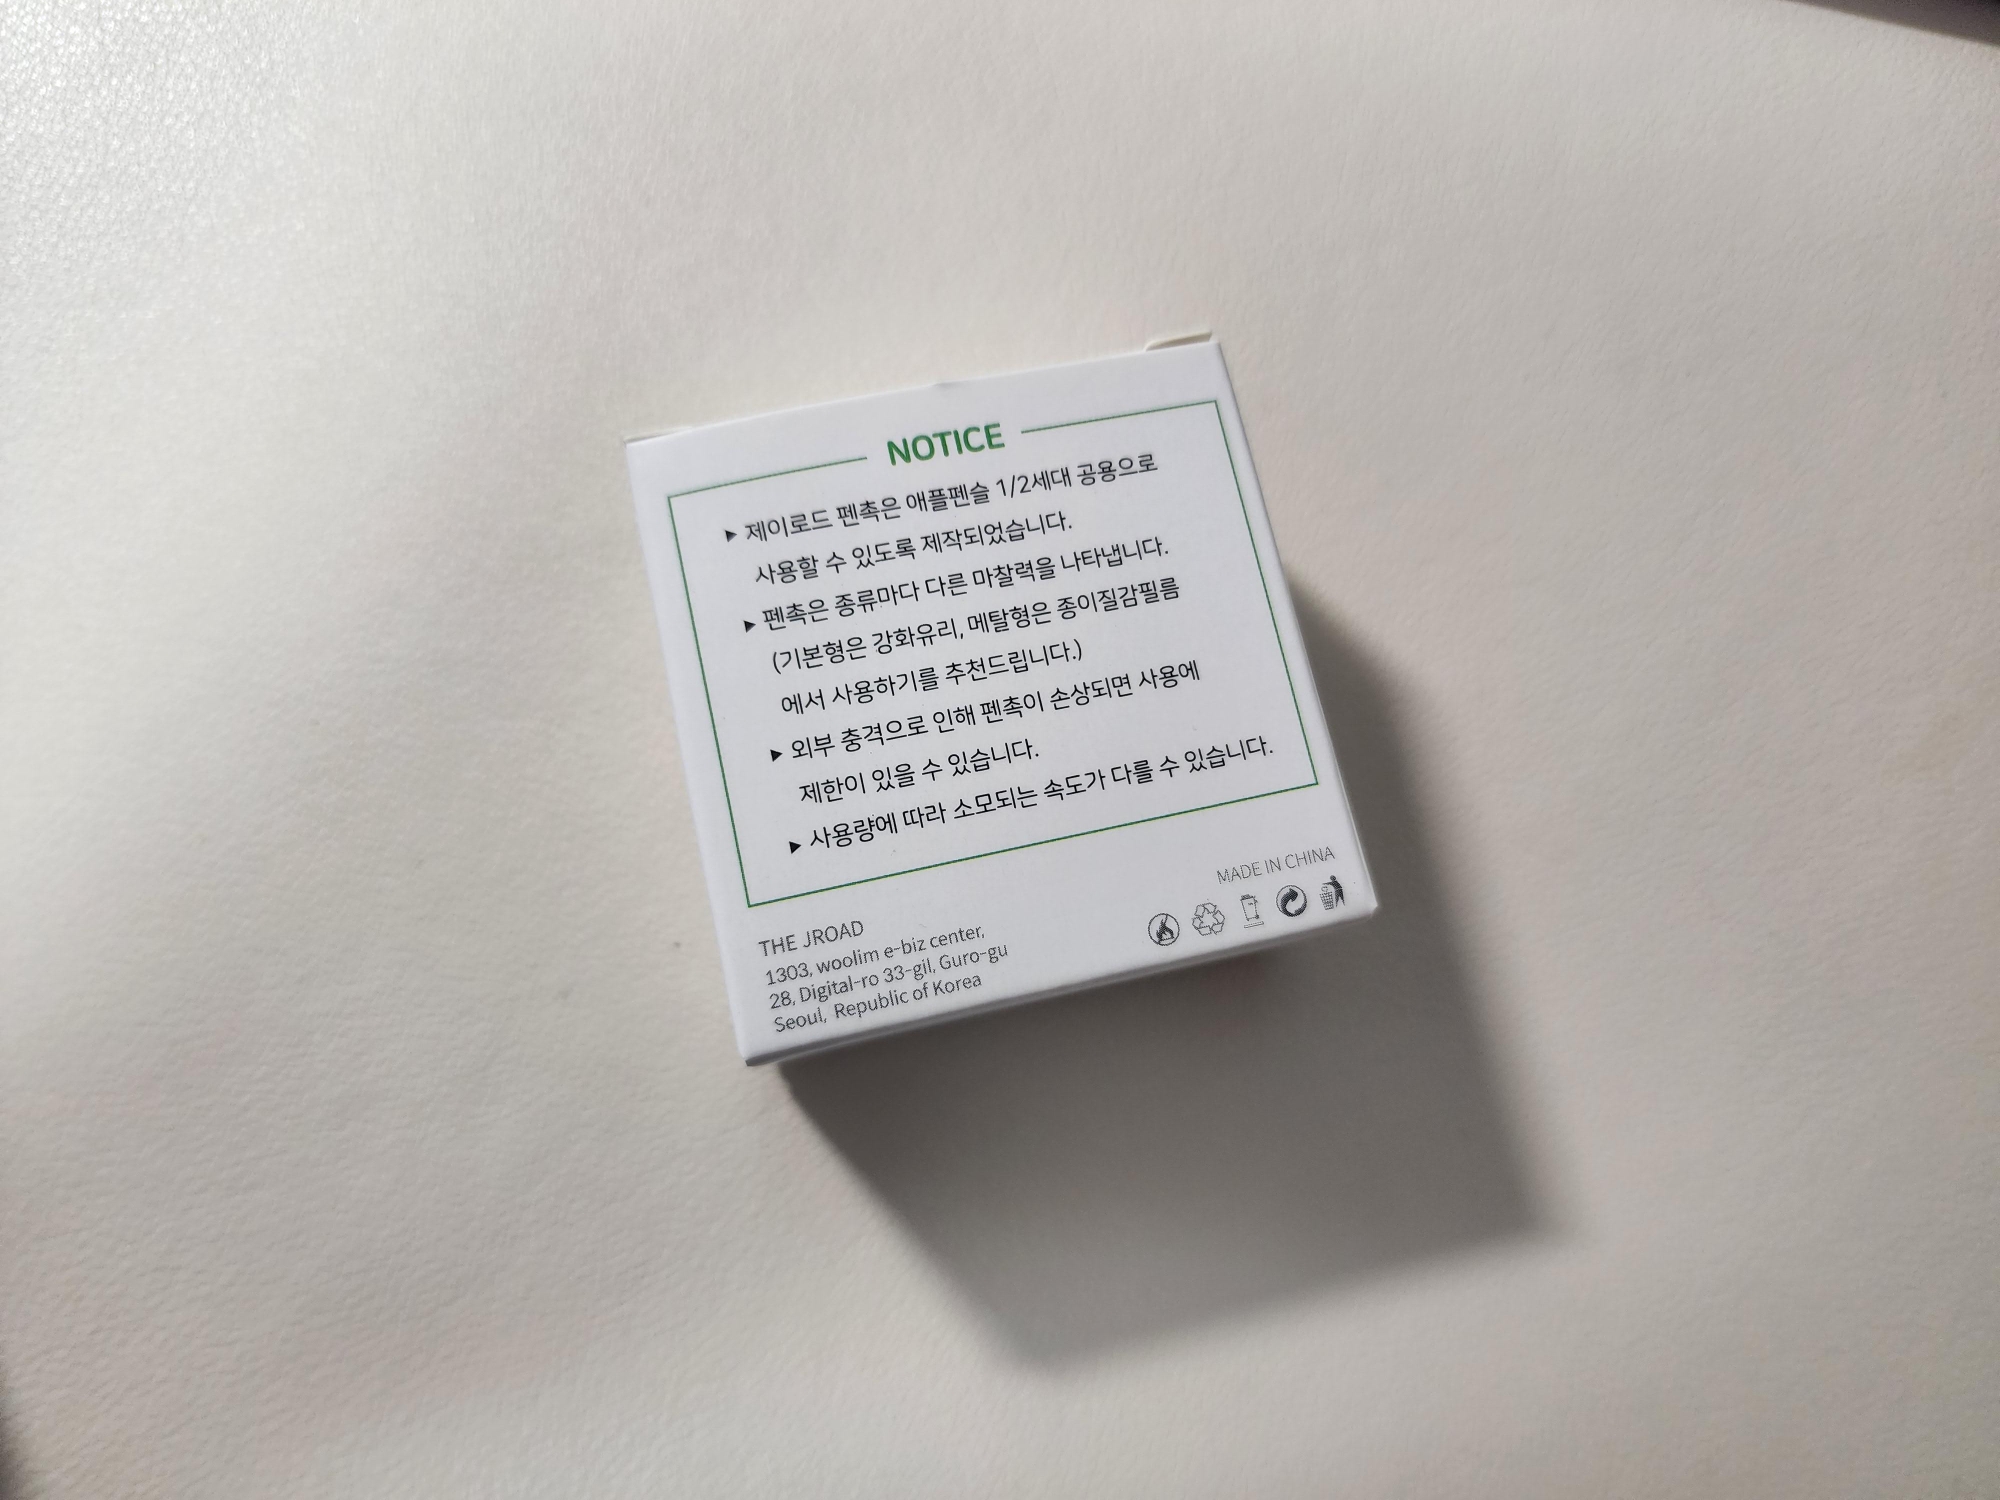 NOTICE
▶ 제이로드 펜촉은 애플펜슬 1/2세대 공용으로
사용할 수 있도록 제작되었습니다.
▶ 펜촉은 종류마다 다른 마찰력을 나타냅니다.
(기본형은 강화유리, 메탈형은 종이질감필름
에서 사용하기를 추천드립니다.)
▶ 외부 충격으로 인해 펜촉이 손상되면 사용에
제한이 있을 수 있습니다.
▶ 사용량에 따라 소모되는 속도가 다를 수 있습니다.
THE JROAD
1303, woolim e-biz center,
28, Digital-ro 33-gil, Guro-gu
Seoul, Republic of Korea
MADE IN CHINA